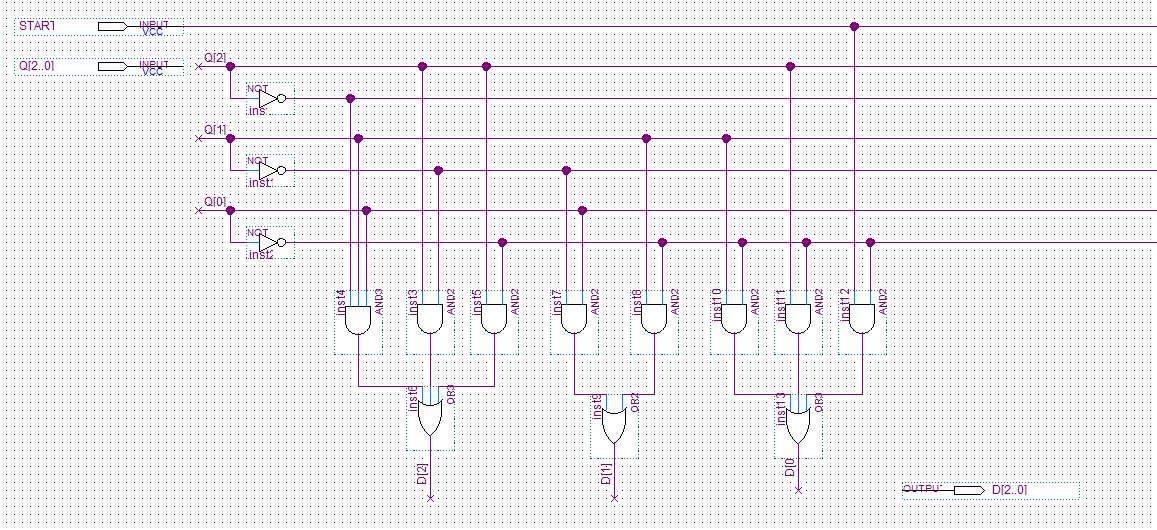 START
INPUT
VCC
Q[2..0]
INPUT
VCC
Q[2]
NOT
inst
Q[1]
NOT
inst1
Q[0]
NOT
inst2
inst4
AND3
inst3
AND2
inst5
AND2
inst7
AND2
inst8
AND2
inst10
AND2
inst11
AND2
inst12
AND2
inst6
OR3
inst9
OR2
inst13
OR3
D[2]
D[1]
D[0]
OUTPUT
D[2..0]